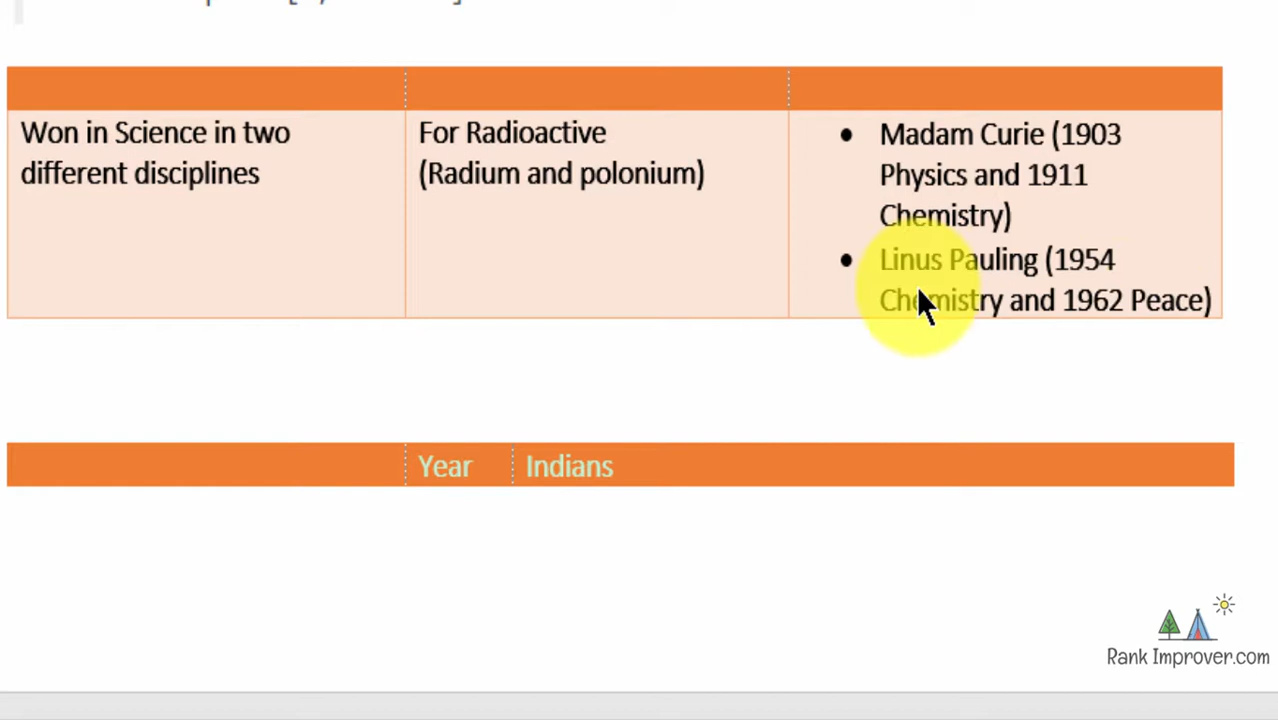 Won in Science in two
different disciplines
For Radioactive
(Radium and polonium)
• Madam Curie (1903
Physics and 1911
Chemistry)
• Linus Pauling (1954
Chemistry and 1962 Peace)
Year
Indians
Rank Improver.com